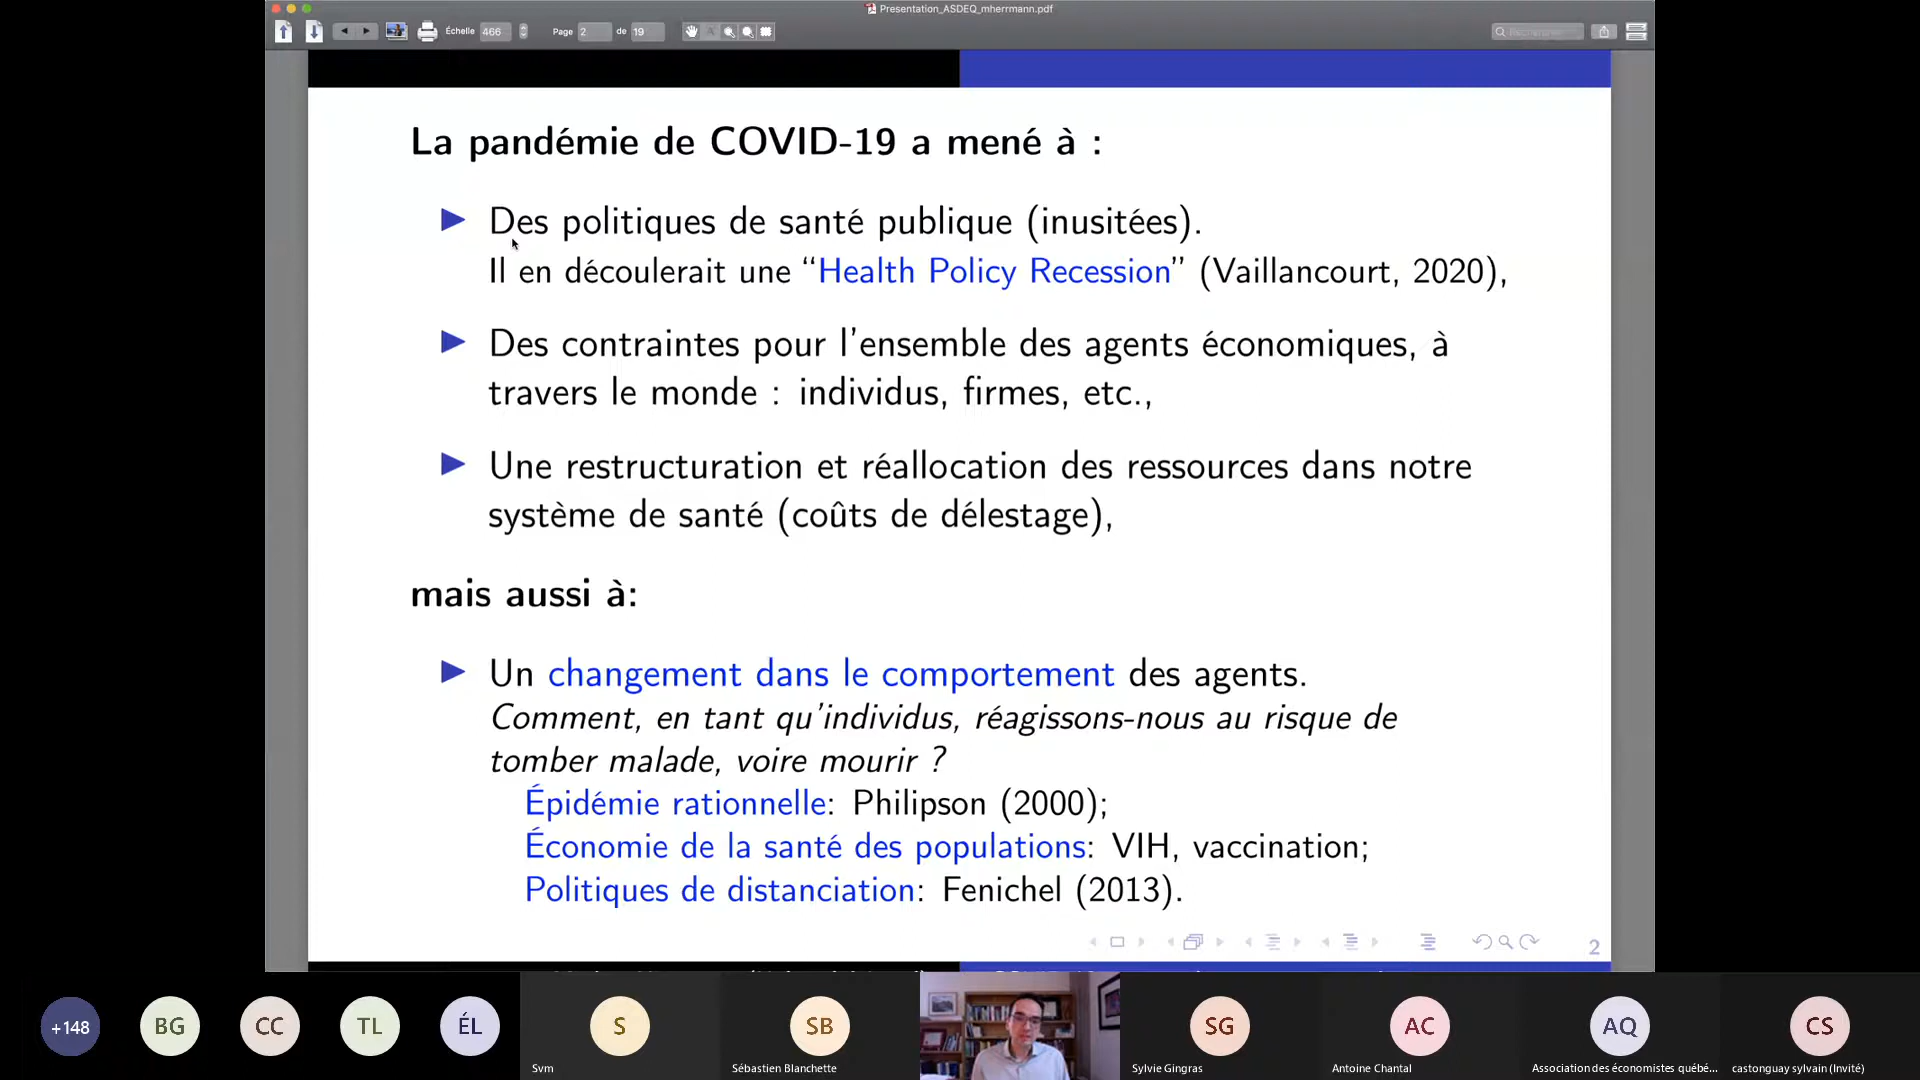 Presentation_ASDEQ_mherrmann.pdf
Échelle 466 Page 2 de 19
La pandémie de COVID-19 a mené à :
Des politiques de santé publique (inusitées).
Il en découlerait une “Health Policy Recession” (Vaillancourt, 2020),
Des contraintes pour l'ensemble des agents économiques, à
travers le monde : individus, firmes, etc.,
Une restructuration et réallocation des ressources dans notre
système de santé (coûts de délestage),
mais aussi à:
Un changement dans le comportement des agents.
Comment, en tant qu'individus, réagissons-nous au risque de
tomber malade, voire mourir ?
Épidémie rationnelle: Philipson (2000);
Économie de la santé des populations: VIH, vaccination;
Politiques de distanciation: Fenichel (2013).
2
+148 BG CC TL ÉL S SB SG AC AQ CS
Svm Sébastien Blanchette Sylvie Gingras Antoine Chantal Association des économistes québé... castonguay sylvain (Invité)